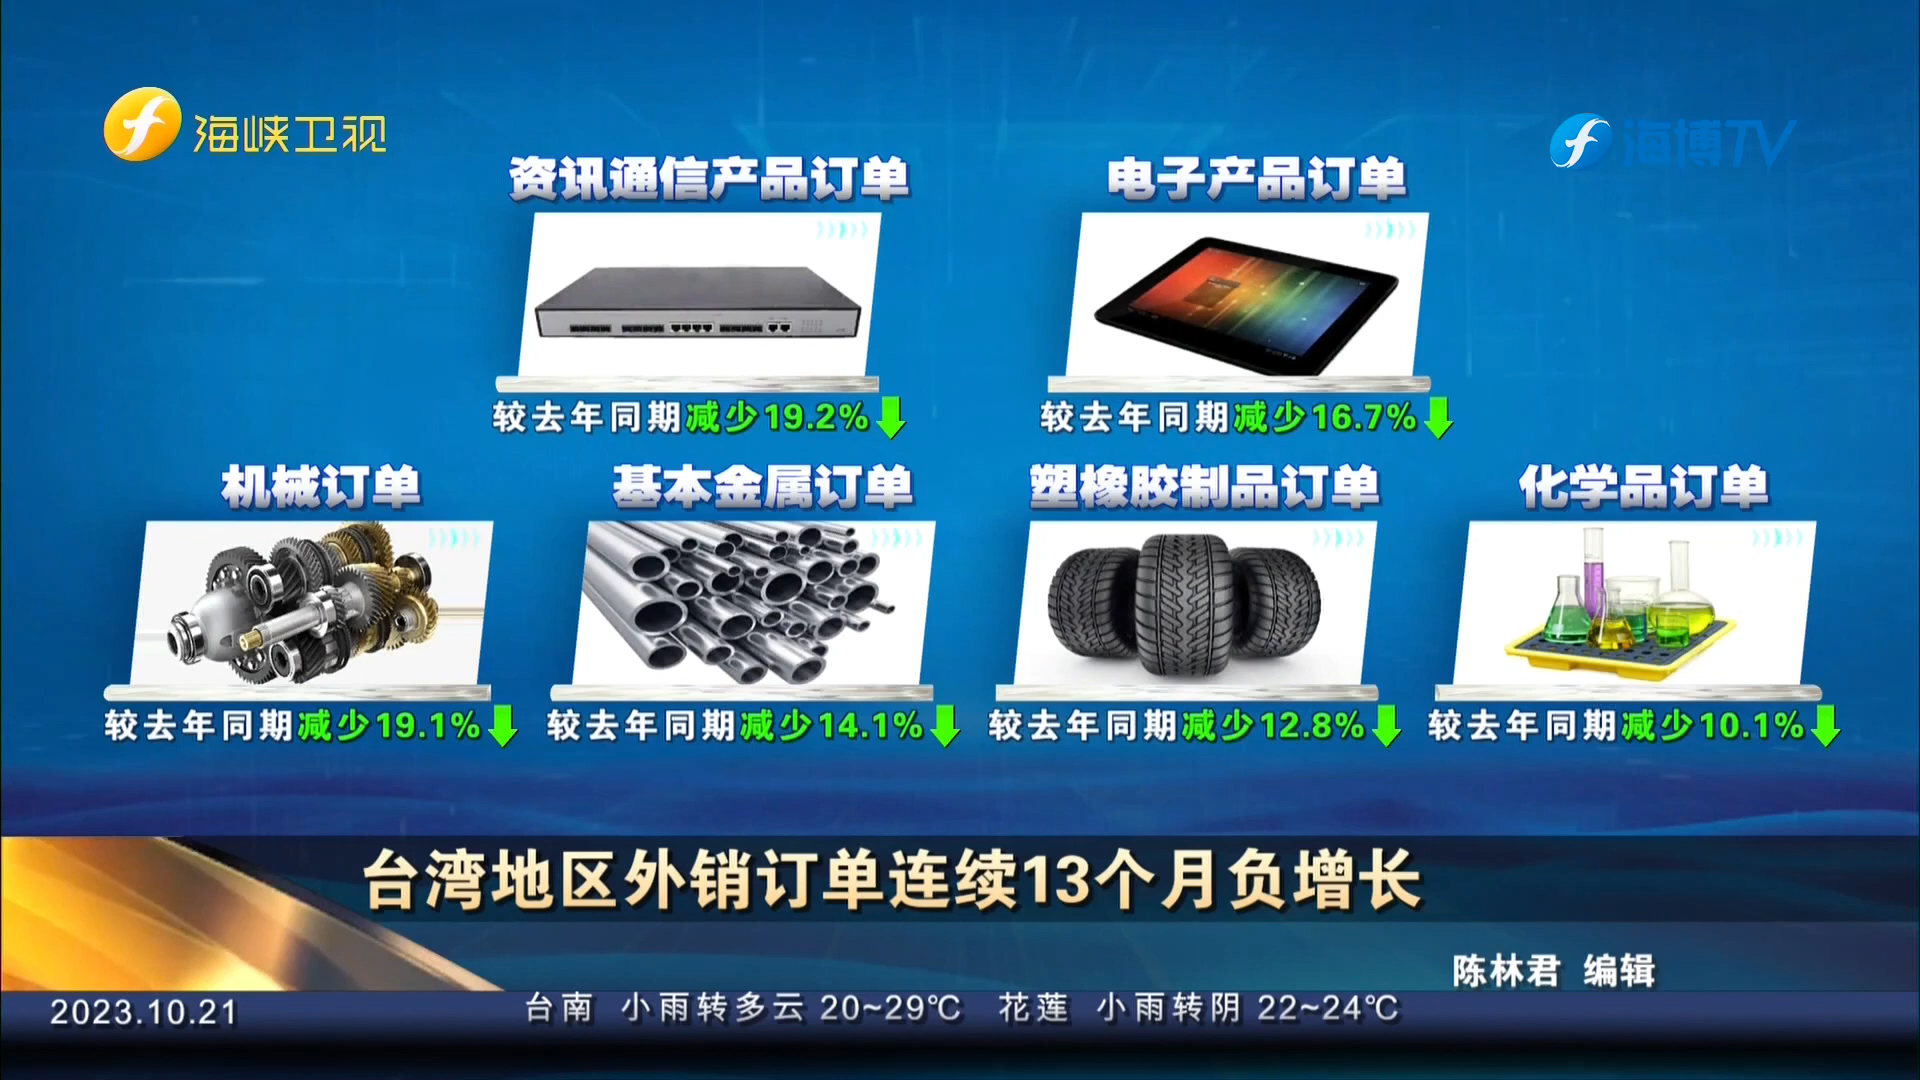 海峡卫视
海博TV
资讯通信产品订单
电子产品订单
较去年同期减少19.2%
较去年同期减少16.7%
机械订单
基本金属订单
塑橡胶制品订单
化学品订单
较去年同期减少19.1%
较去年同期减少14.1%
较去年同期减少12.8%
较去年同期减少10.1%
台湾地区外销订单连续13个月负增长
陈林君 编辑
2023.10.21
台南 小雨转多云 20~29℃ 花莲 小雨转阴 22~24℃